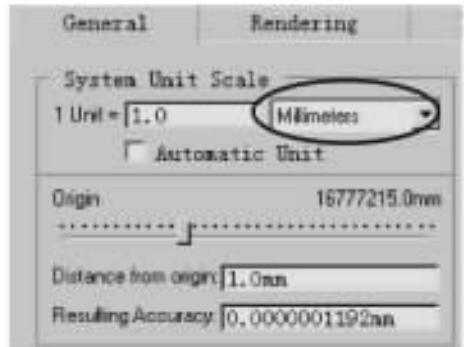 General Rendering
System Unit Scale
1 Unit = 1.0 Millimeters
Automatic Unit
Origin 16777215.0mm
Distance from origin: 1.0mm
Resulting Accuracy: 0.0000001192mm